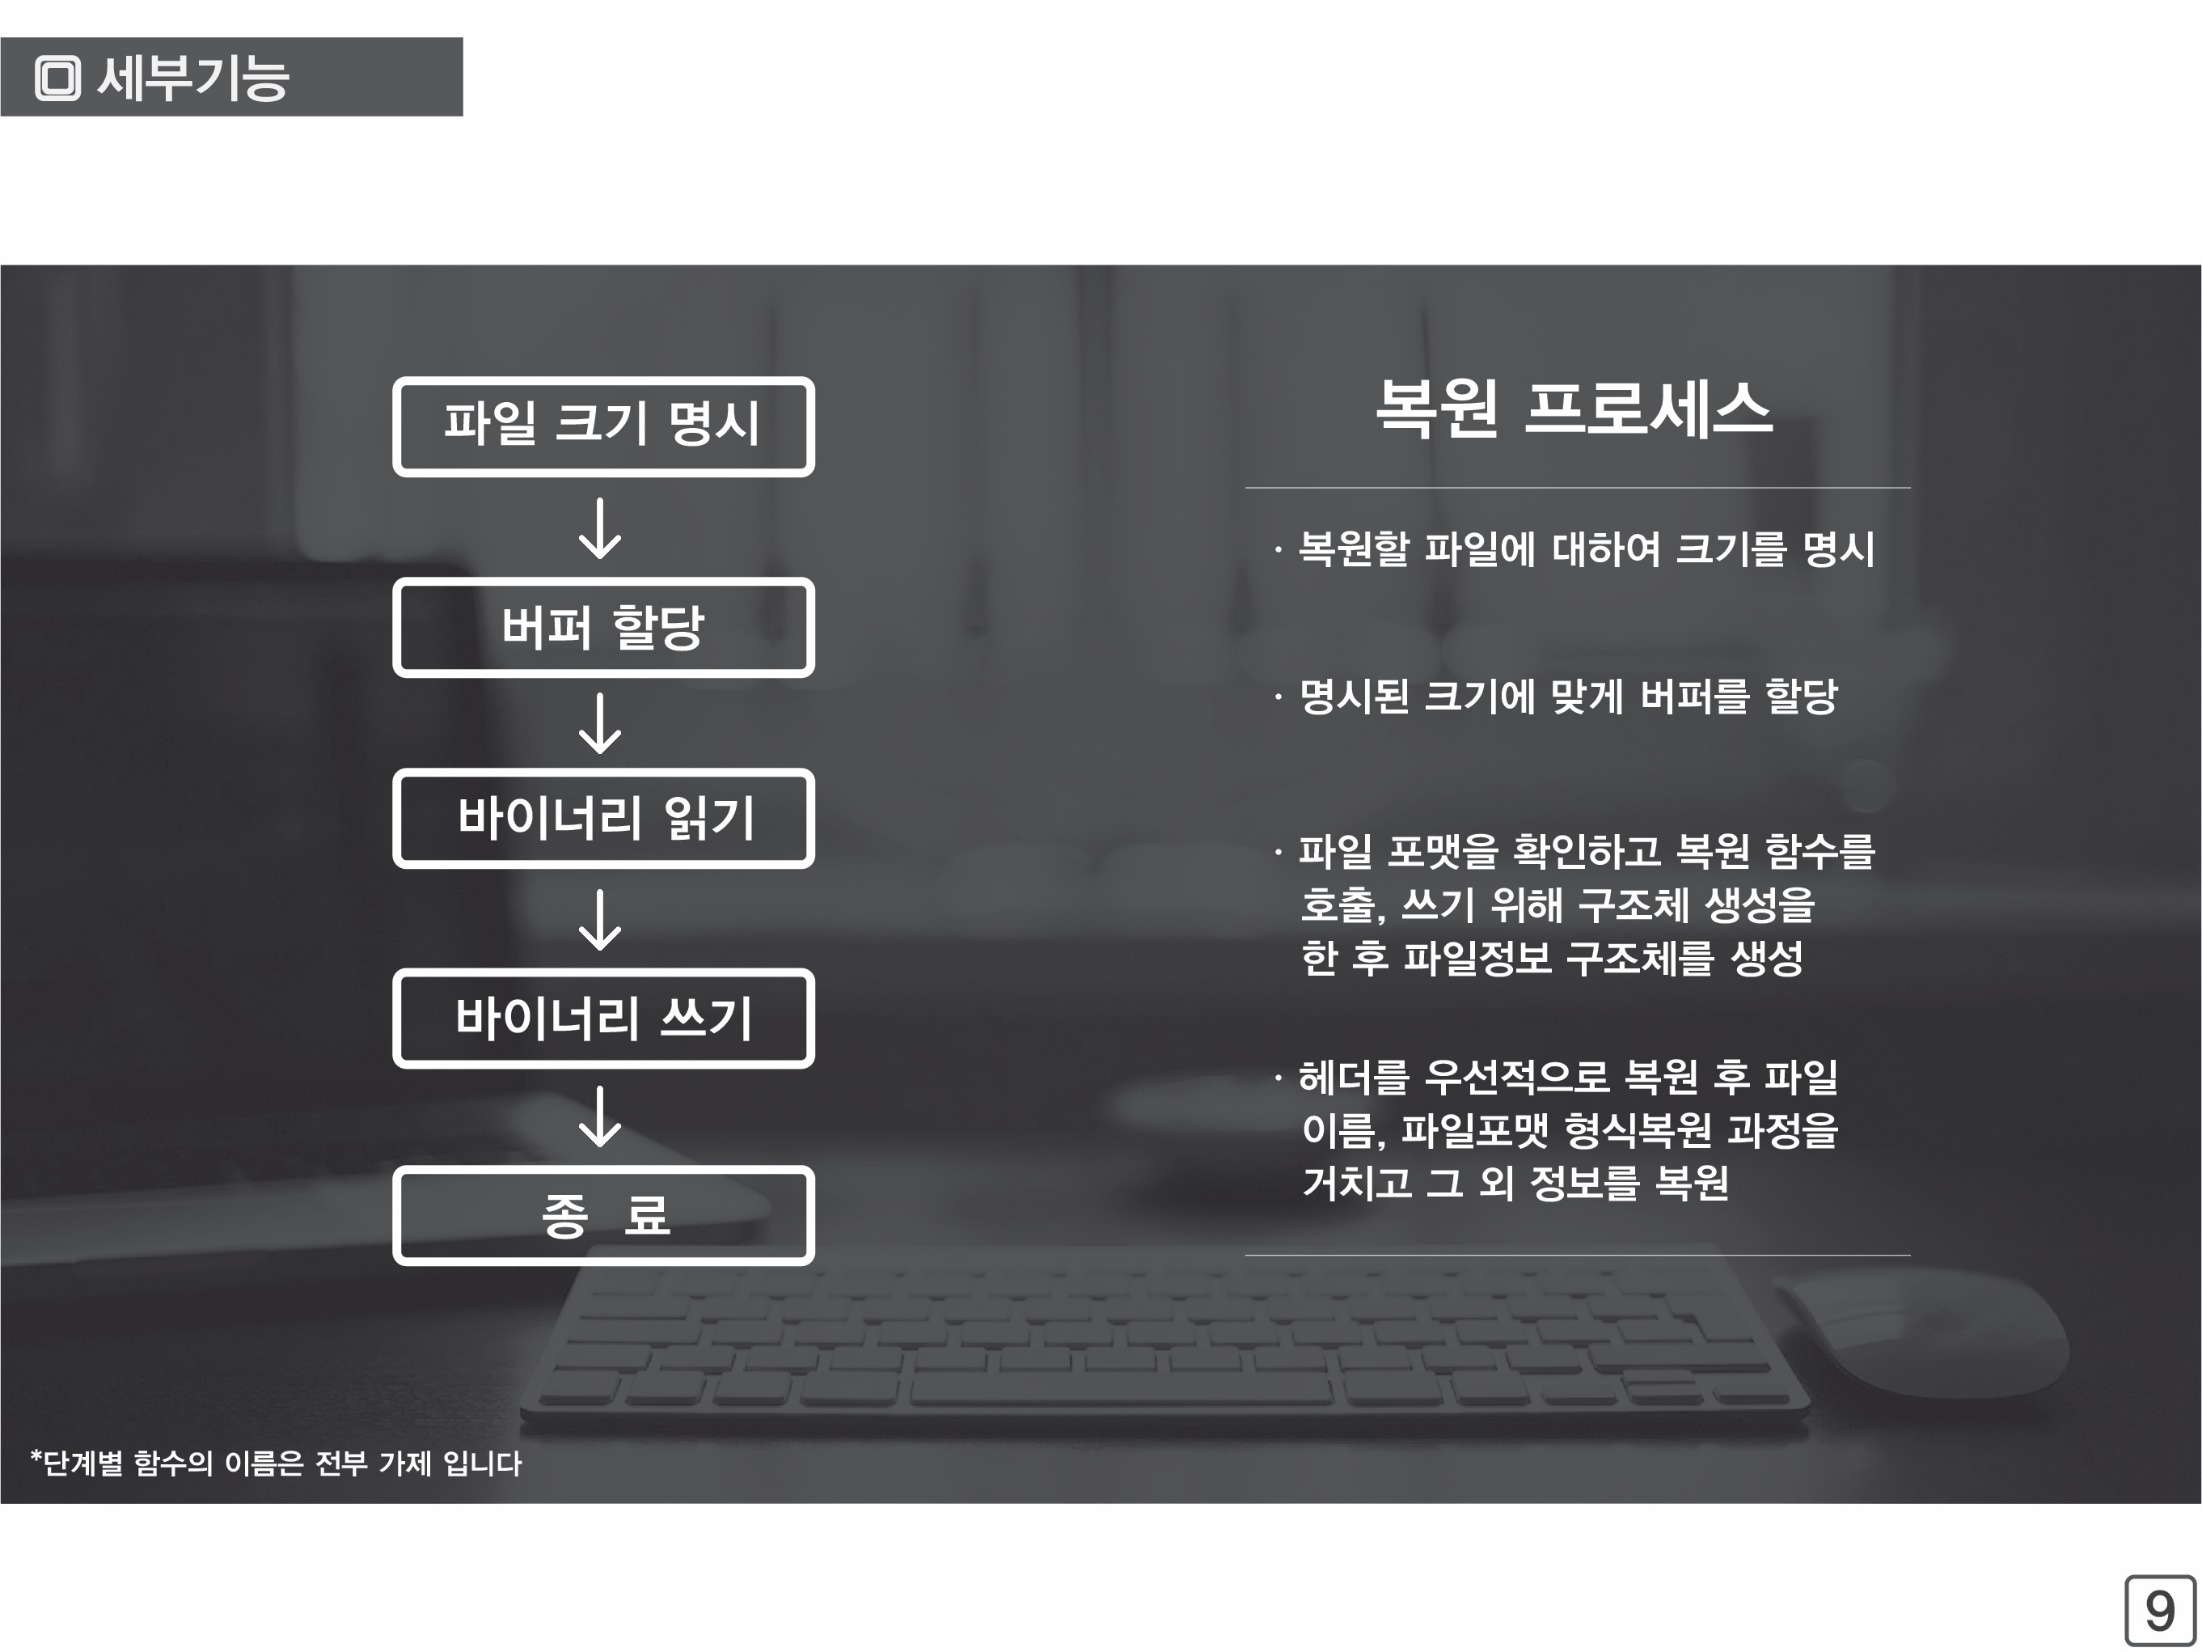 세부기능
파일 크기 명시
버퍼 할당
바이너리 읽기
바이너리 쓰기
종 료
복원 프로세스
· 복원할 파일에 대하여 크기를 명시
· 명시된 크기에 맞게 버퍼를 할당
· 파일 포맷을 확인하고 복원 함수를
호출, 쓰기 위해 구조체 생성을
한 후 파일정보 구조체를 생성
· 헤더를 우선적으로 복원 후 파일
이름, 파일포맷 형식복원 과정을
거치고 그 외 정보를 복원
*단계별 함수의 이름은 전부 가제 입니다
9